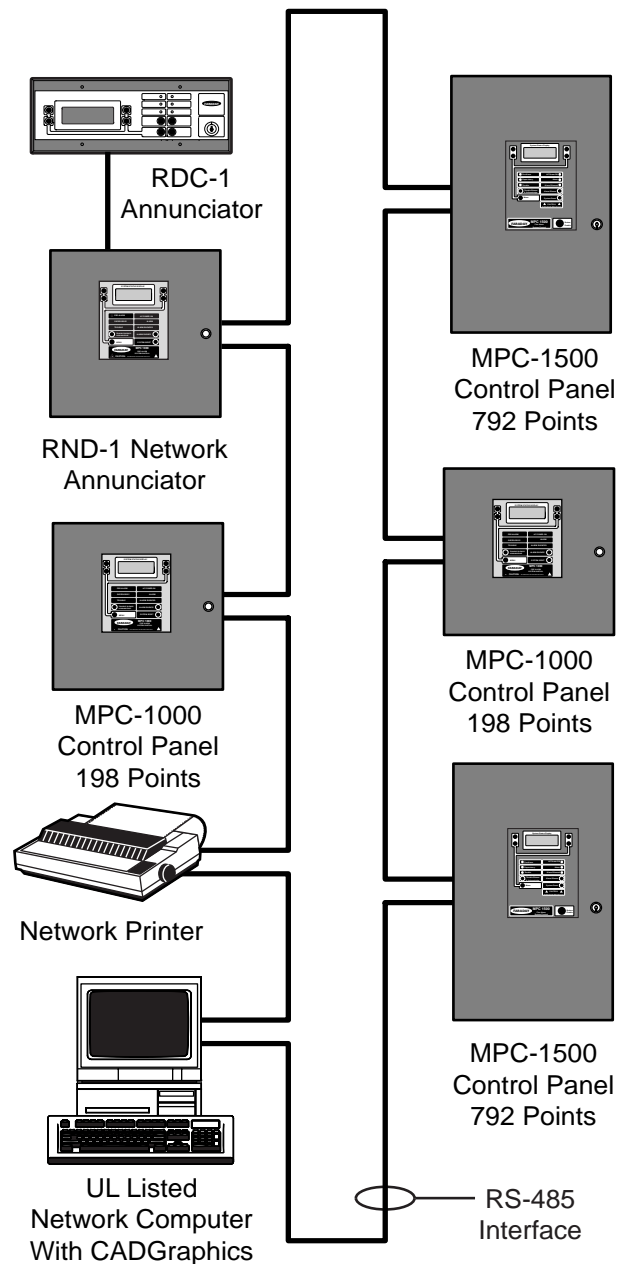 RDC-1
Annunciator
RND-1 Network
Annunciator
MPC-1000
Control Panel
198 Points
Network Printer
UL Listed
Network Computer
With CADGraphics
MPC-1500
Control Panel
792 Points
MPC-1000
Control Panel
198 Points
MPC-1500
Control Panel
792 Points
RS-485
Interface